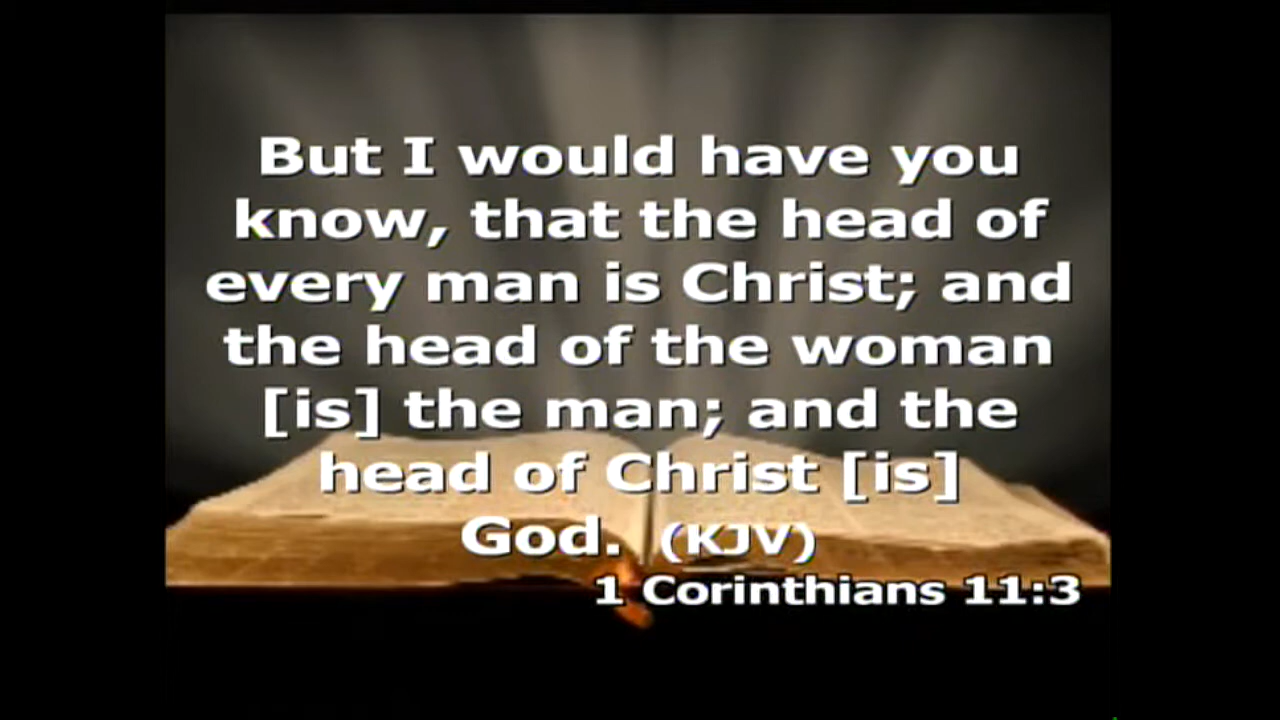 But I would have you
know, that the head of
every man is Christ; and
the head of the woman
[is] the man; and the
head of Christ [is]
God. (KJV)
1 Corinthians 11:3